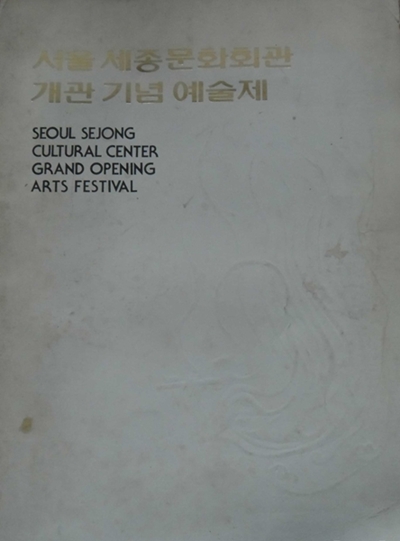 서울 세종문화회관
개관 기념 예술제
SEOUL SEJONG
CULTURAL CENTER
GRAND OPENING
ARTS FESTIVAL